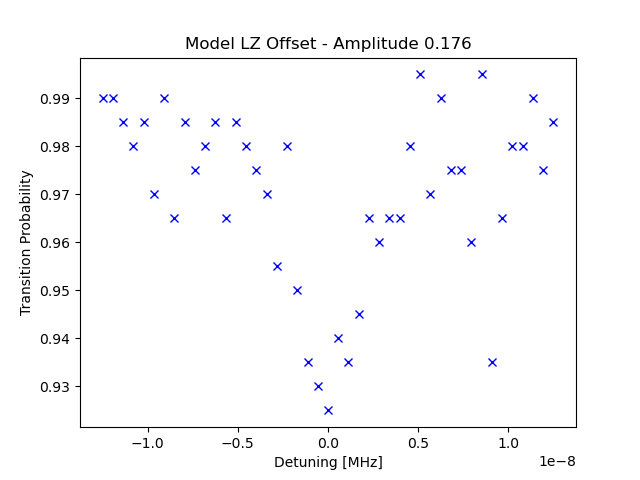 Model LZ Offset - Amplitude 0.176
Transition Probability
0.99
0.98
0.97
0.96
0.95
0.94
0.93
−1.0 −0.5 0.0 0.5 1.0
1e−8
Detuning [MHz]